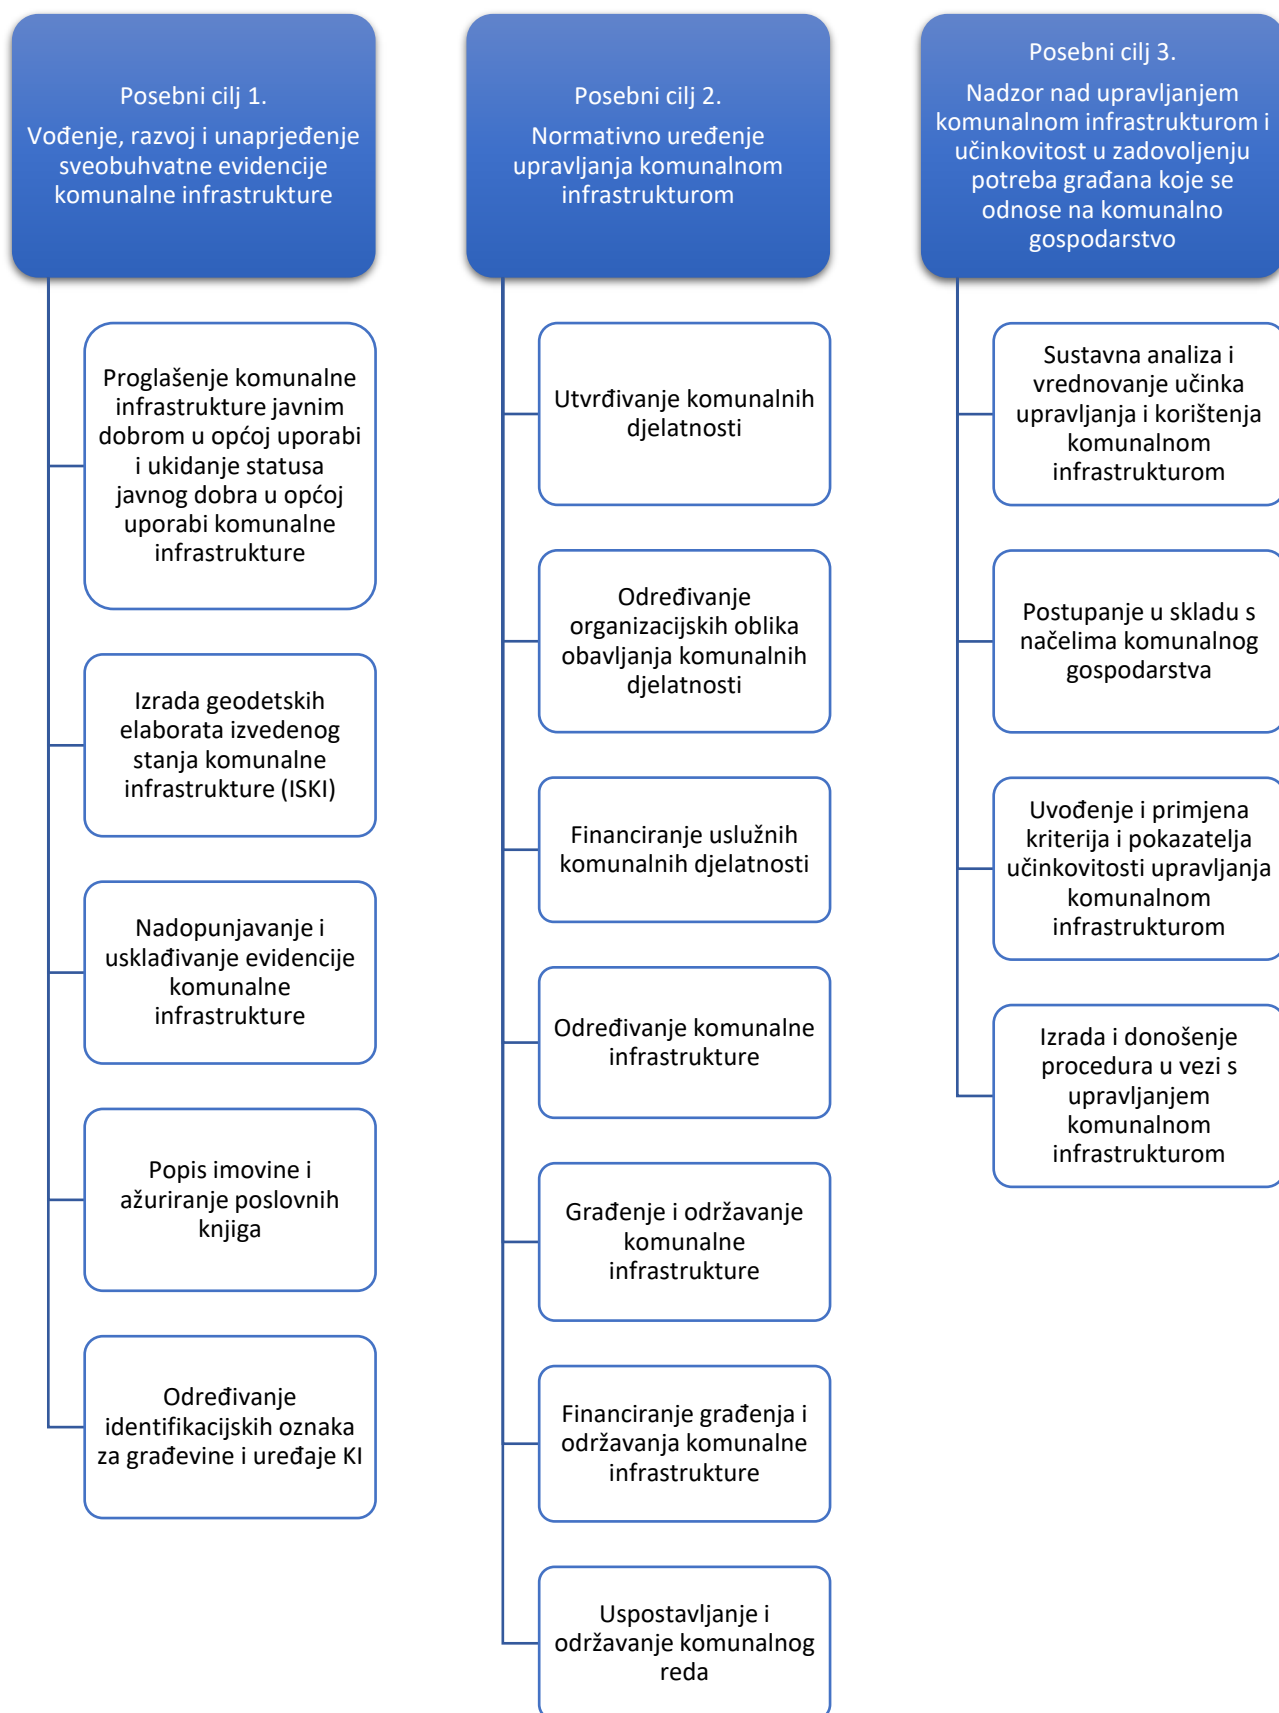 Posebni cilj 1.
Vođenje, razvoj i unaprjeđenje
sveobuhvatne evidencije
komunalne infrastrukture
Proglašenje komunalne
infrastrukture javnim
dobrom u općoj uporabi
i ukidanje statusa
javnog dobra u općoj
uporabi komunalne
infrastrukture
Izrada geodetskih
elaborata izvedenog
stanja komunalne
infrastrukture (ISKI)
Nadopunjavanje i
usklađivanje evidencije
komunalne
infrastrukture
Popis imovine i
ažuriranje poslovnih
knjiga
Određivanje
identifikacijskih oznaka
za građevine i uređaje KI
Posebni cilj 2.
Normativno uređenje
upravljanja komunalnom
infrastrukturom
Utvrđivanje komunalnih
djelatnosti
Određivanje
organizacijskih oblika
obavljanja komunalnih
djelatnosti
Financiranje uslužnih
komunalnih djelatnosti
Određivanje komunalne
infrastrukture
Građenje i održavanje
komunalne
infrastrukture
Financiranje građenja i
održavanja komunalne
infrastrukture
Uspostavljanje i
održavanje komunalnog
reda
Posebni cilj 3.
Nadzor nad upravljanjem
komunalnom infrastrukturom i
učinkovitost u zadovoljenju
potreba građana koje se
odnose na komunalno
gospodarstvo
Sustavna analiza i
vrednovanje učinka
upravljanja i korištenja
komunalnom
infrastrukturom
Postupanje u skladu s
načelima komunalnog
gospodarstva
Uvođenje i primjena
kriterija i pokazatelja
učinkovitosti upravljanja
komunalnom
infrastrukturom
Izrada i donošenje
procedura u vezi s
upravljanjem
komunalnom
infrastrukturom